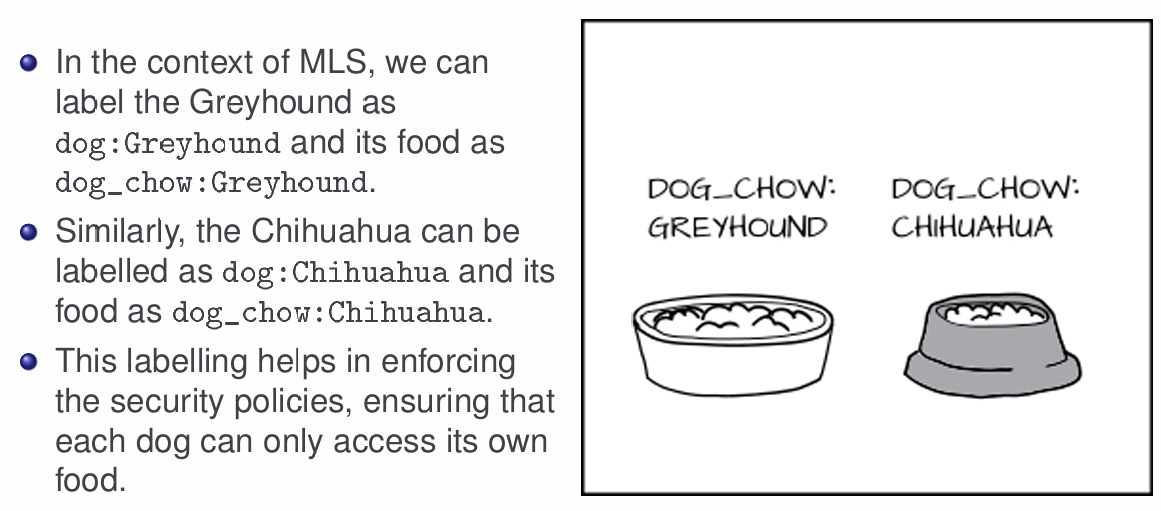 In the context of MLS, we can
label the Greyhound as
dog:Greyhound and its food as
dog_chow:Greyhound.
Similarly, the Chihuahua can be
labelled as dog:Chihuahua and its
food as dog_chow:Chihuahua.
This labelling helps in enforcing
the security policies, ensuring that
each dog can only access its own
food.
DOG_CHOW:
GREYHOUND
DOG_CHOW:
CHIHUAHUA